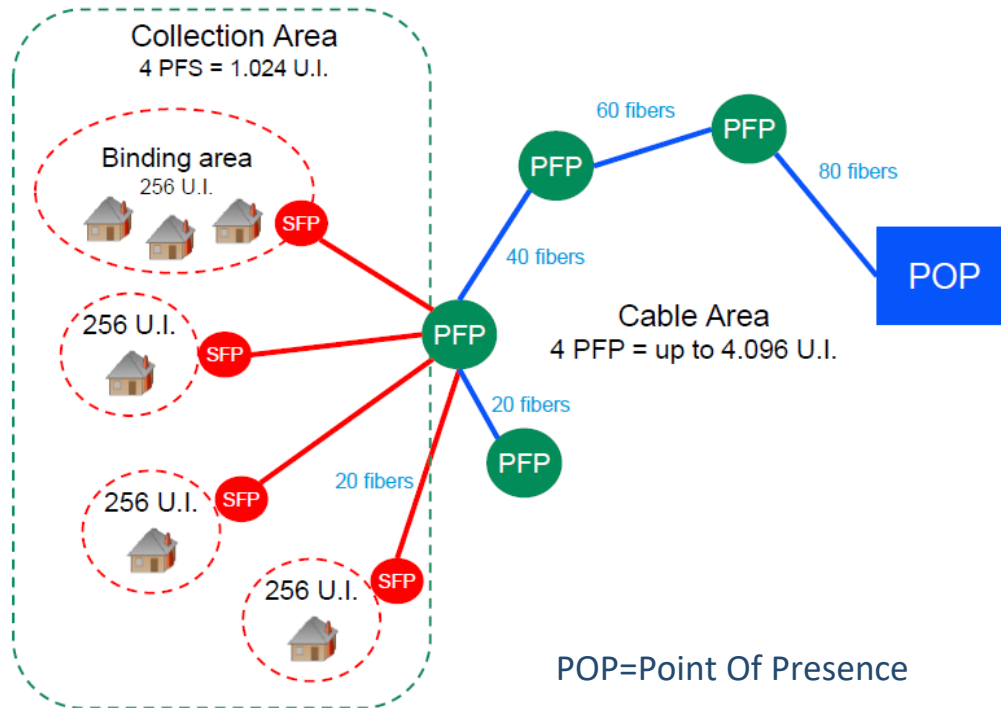 Collection Area
4 PFS = 1.024 U.I.
Binding area
256 U.I.
SFP
256 U.I.
SFP
256 U.I.
SFP
256 U.I.
SFP
20 fibers
PFP
40 fibers
PFP
60 fibers
PFP
80 fibers
POP
Cable Area
4 PFP = up to 4.096 U.I.
20 fibers
PFP
POP=Point Of Presence